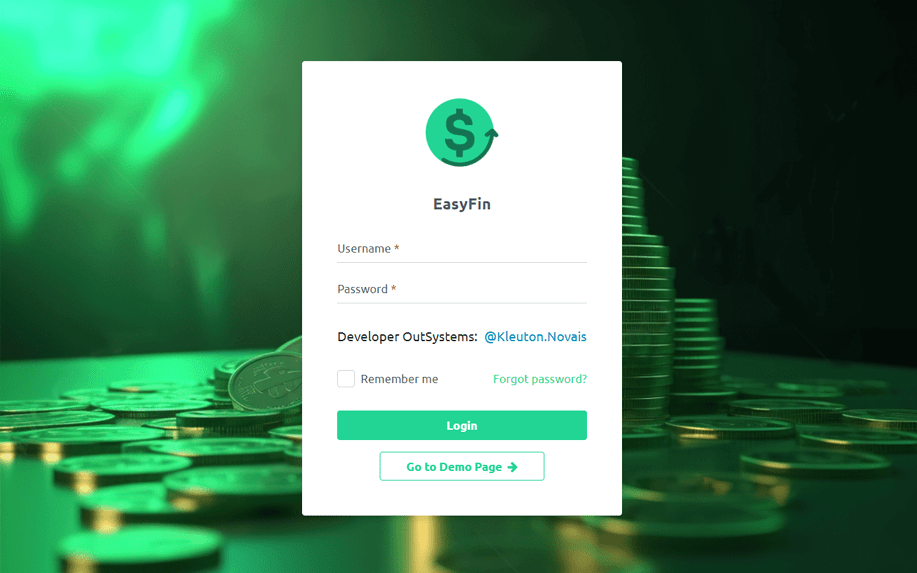 $
EasyFin
Username *
Password *
Developer OutSystems: @Kleuton.Novais
Remember me Forgot password?
Login
Go to Demo Page →